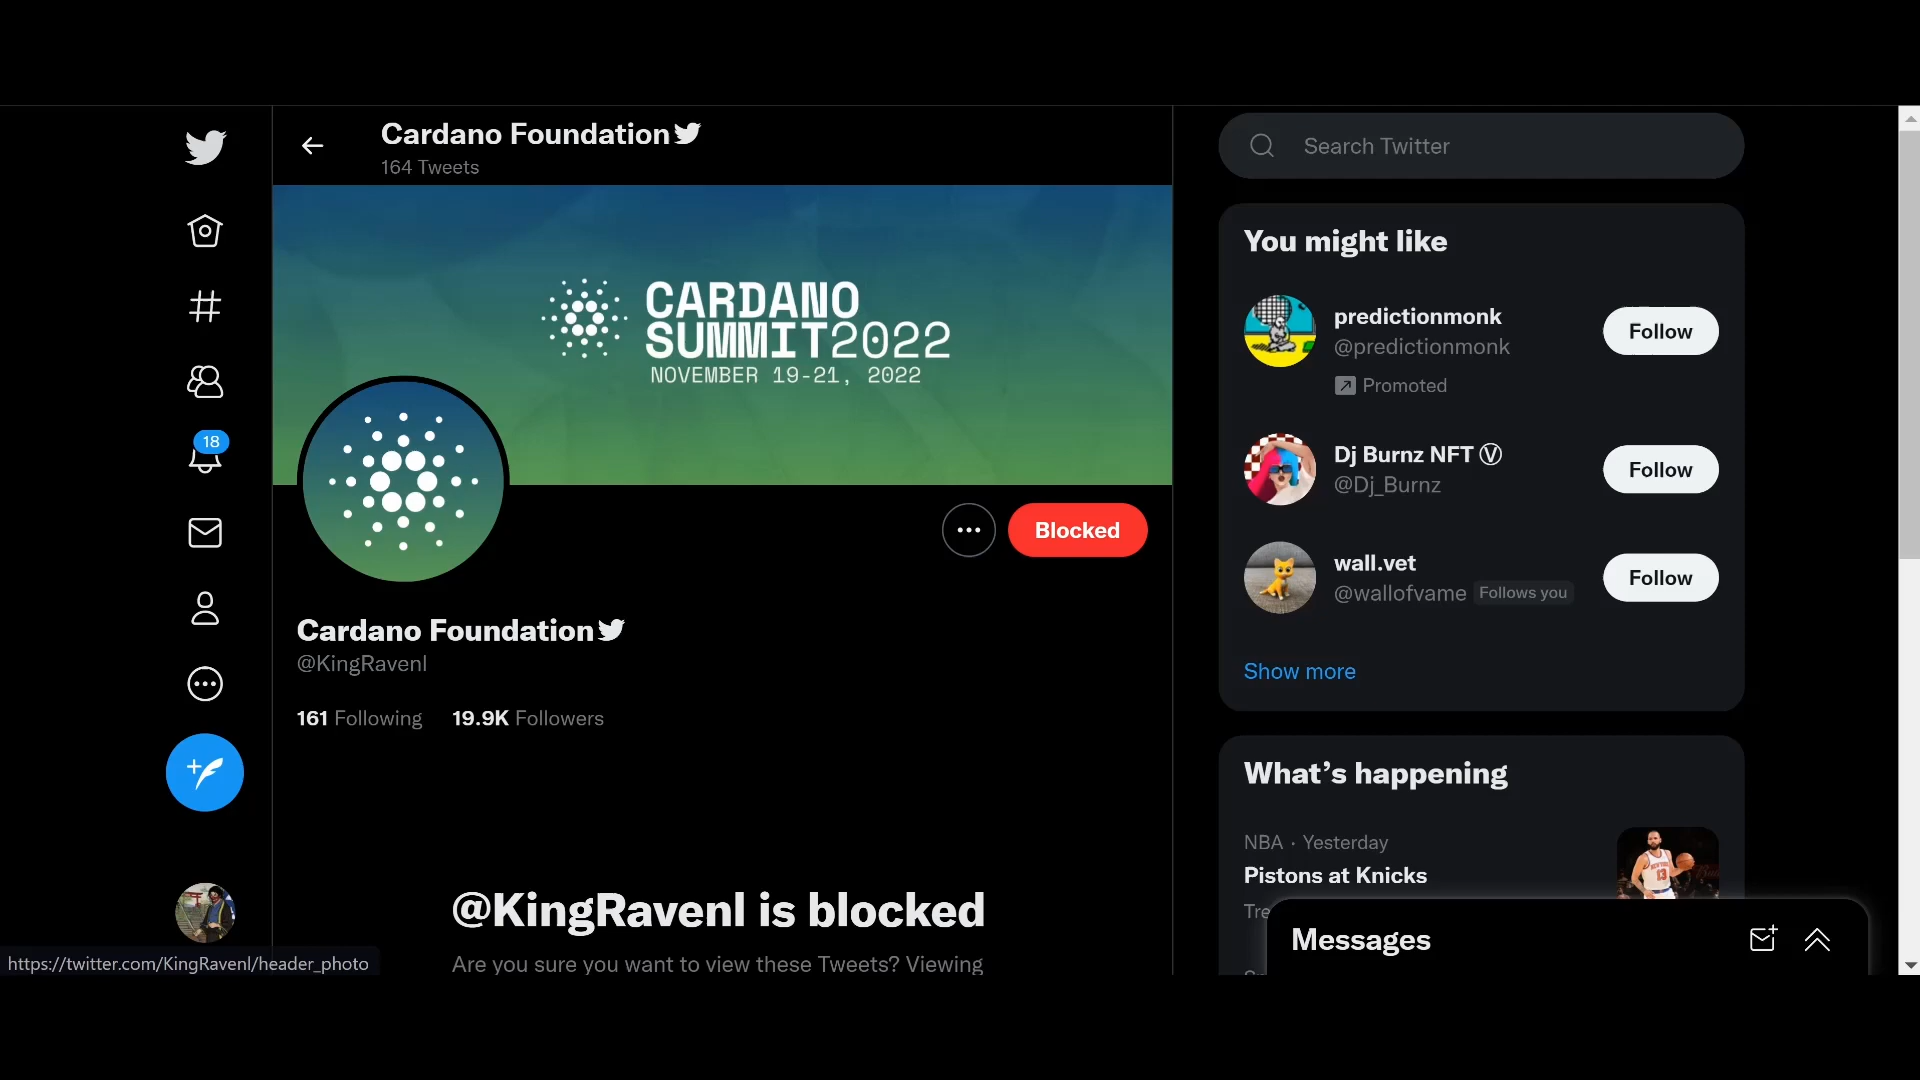 Cardano Foundation
164 Tweets
CARDANO
SUMMIT2022
NOVEMBER 19-21, 2022
18
Blocked
Cardano Foundation
@KingRavenl
161 Following 19.9K Followers
@KingRavenl is blocked
Are you sure you want to view these Tweets? Viewing
https://twitter.com/KingRavenl/header_photo
Search Twitter
You might like
predictionmonk
@predictionmonk
Promoted
Follow
Dj Burnz NFT Ⓥ
@Dj_Burnz
Follow
wall.vet
@wallofvame Follows you
Follow
Show more
What’s happening
NBA · Yesterday
Pistons at Knicks
Messages